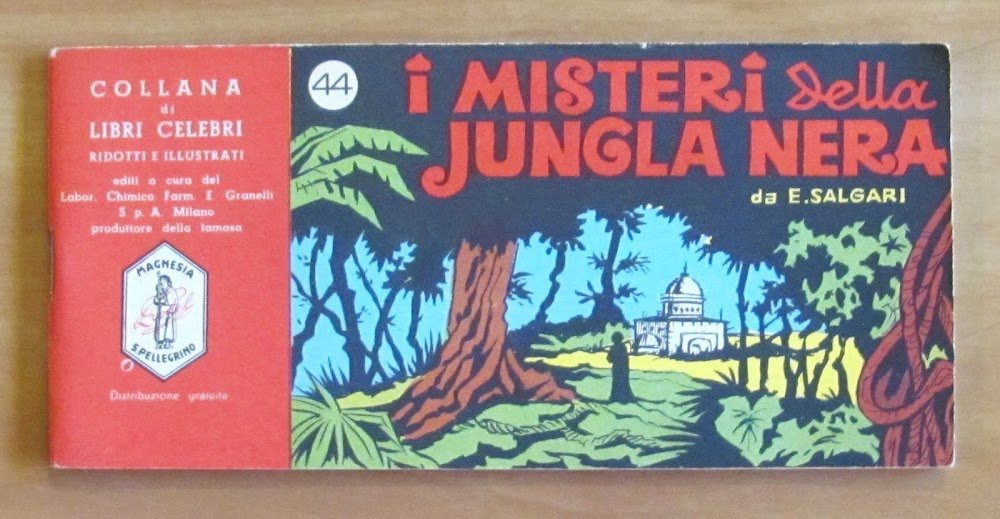 COLLANA
di
LIBRI CELEBRI
RIDOTTI E ILLUSTRATI
editi a cura del
Labor. Chimico Farm. E. Granelli
S. p. A. Milano
produttore della famosa
MAGNESIA
S.PELLEGRINO
Distribuzione gratuita
44
i MISTERi della
JUNGLA NERA
da E. SALGARI